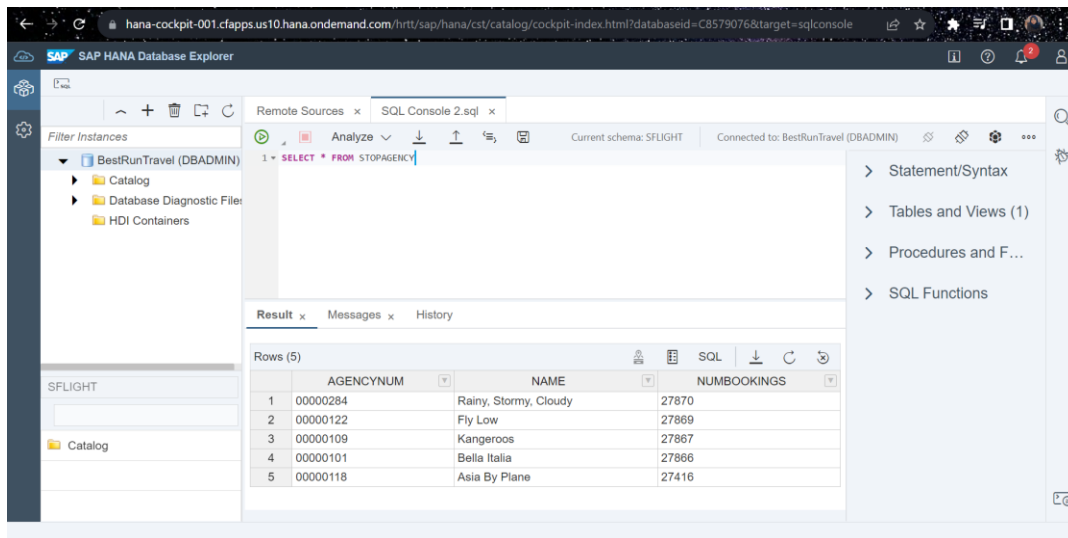 hana-cockpit-001.cfapps.us10.hana.ondemand.com/hrtt/sap/hana/cst/catalog/cockpit-index.html?databaseid=C8579076&target=sqlconsole
SAP SAP HANA Database Explorer
2
SQL
Remote Sources x SQL Console 2.sql x
Filter Instances
Analyze
Current schema: SFLIGHT
Connected to: BestRunTravel (DBADMIN)
BestRunTravel (DBADMIN)
Catalog
Database Diagnostic Files
HDI Containers
1 SELECT * FROM STOPAGENCY
Statement/Syntax
Tables and Views (1)
Procedures and F...
SQL Functions
Result x Messages x History
Rows (5)
SQL
AGENCYNUM NAME NUMBOOKINGS
1 00000284 Rainy, Stormy, Cloudy 27870
2 00000122 Fly Low 27869
3 00000109 Kangeroos 27867
4 00000101 Bella Italia 27866
5 00000118 Asia By Plane 27416
SFLIGHT
Catalog